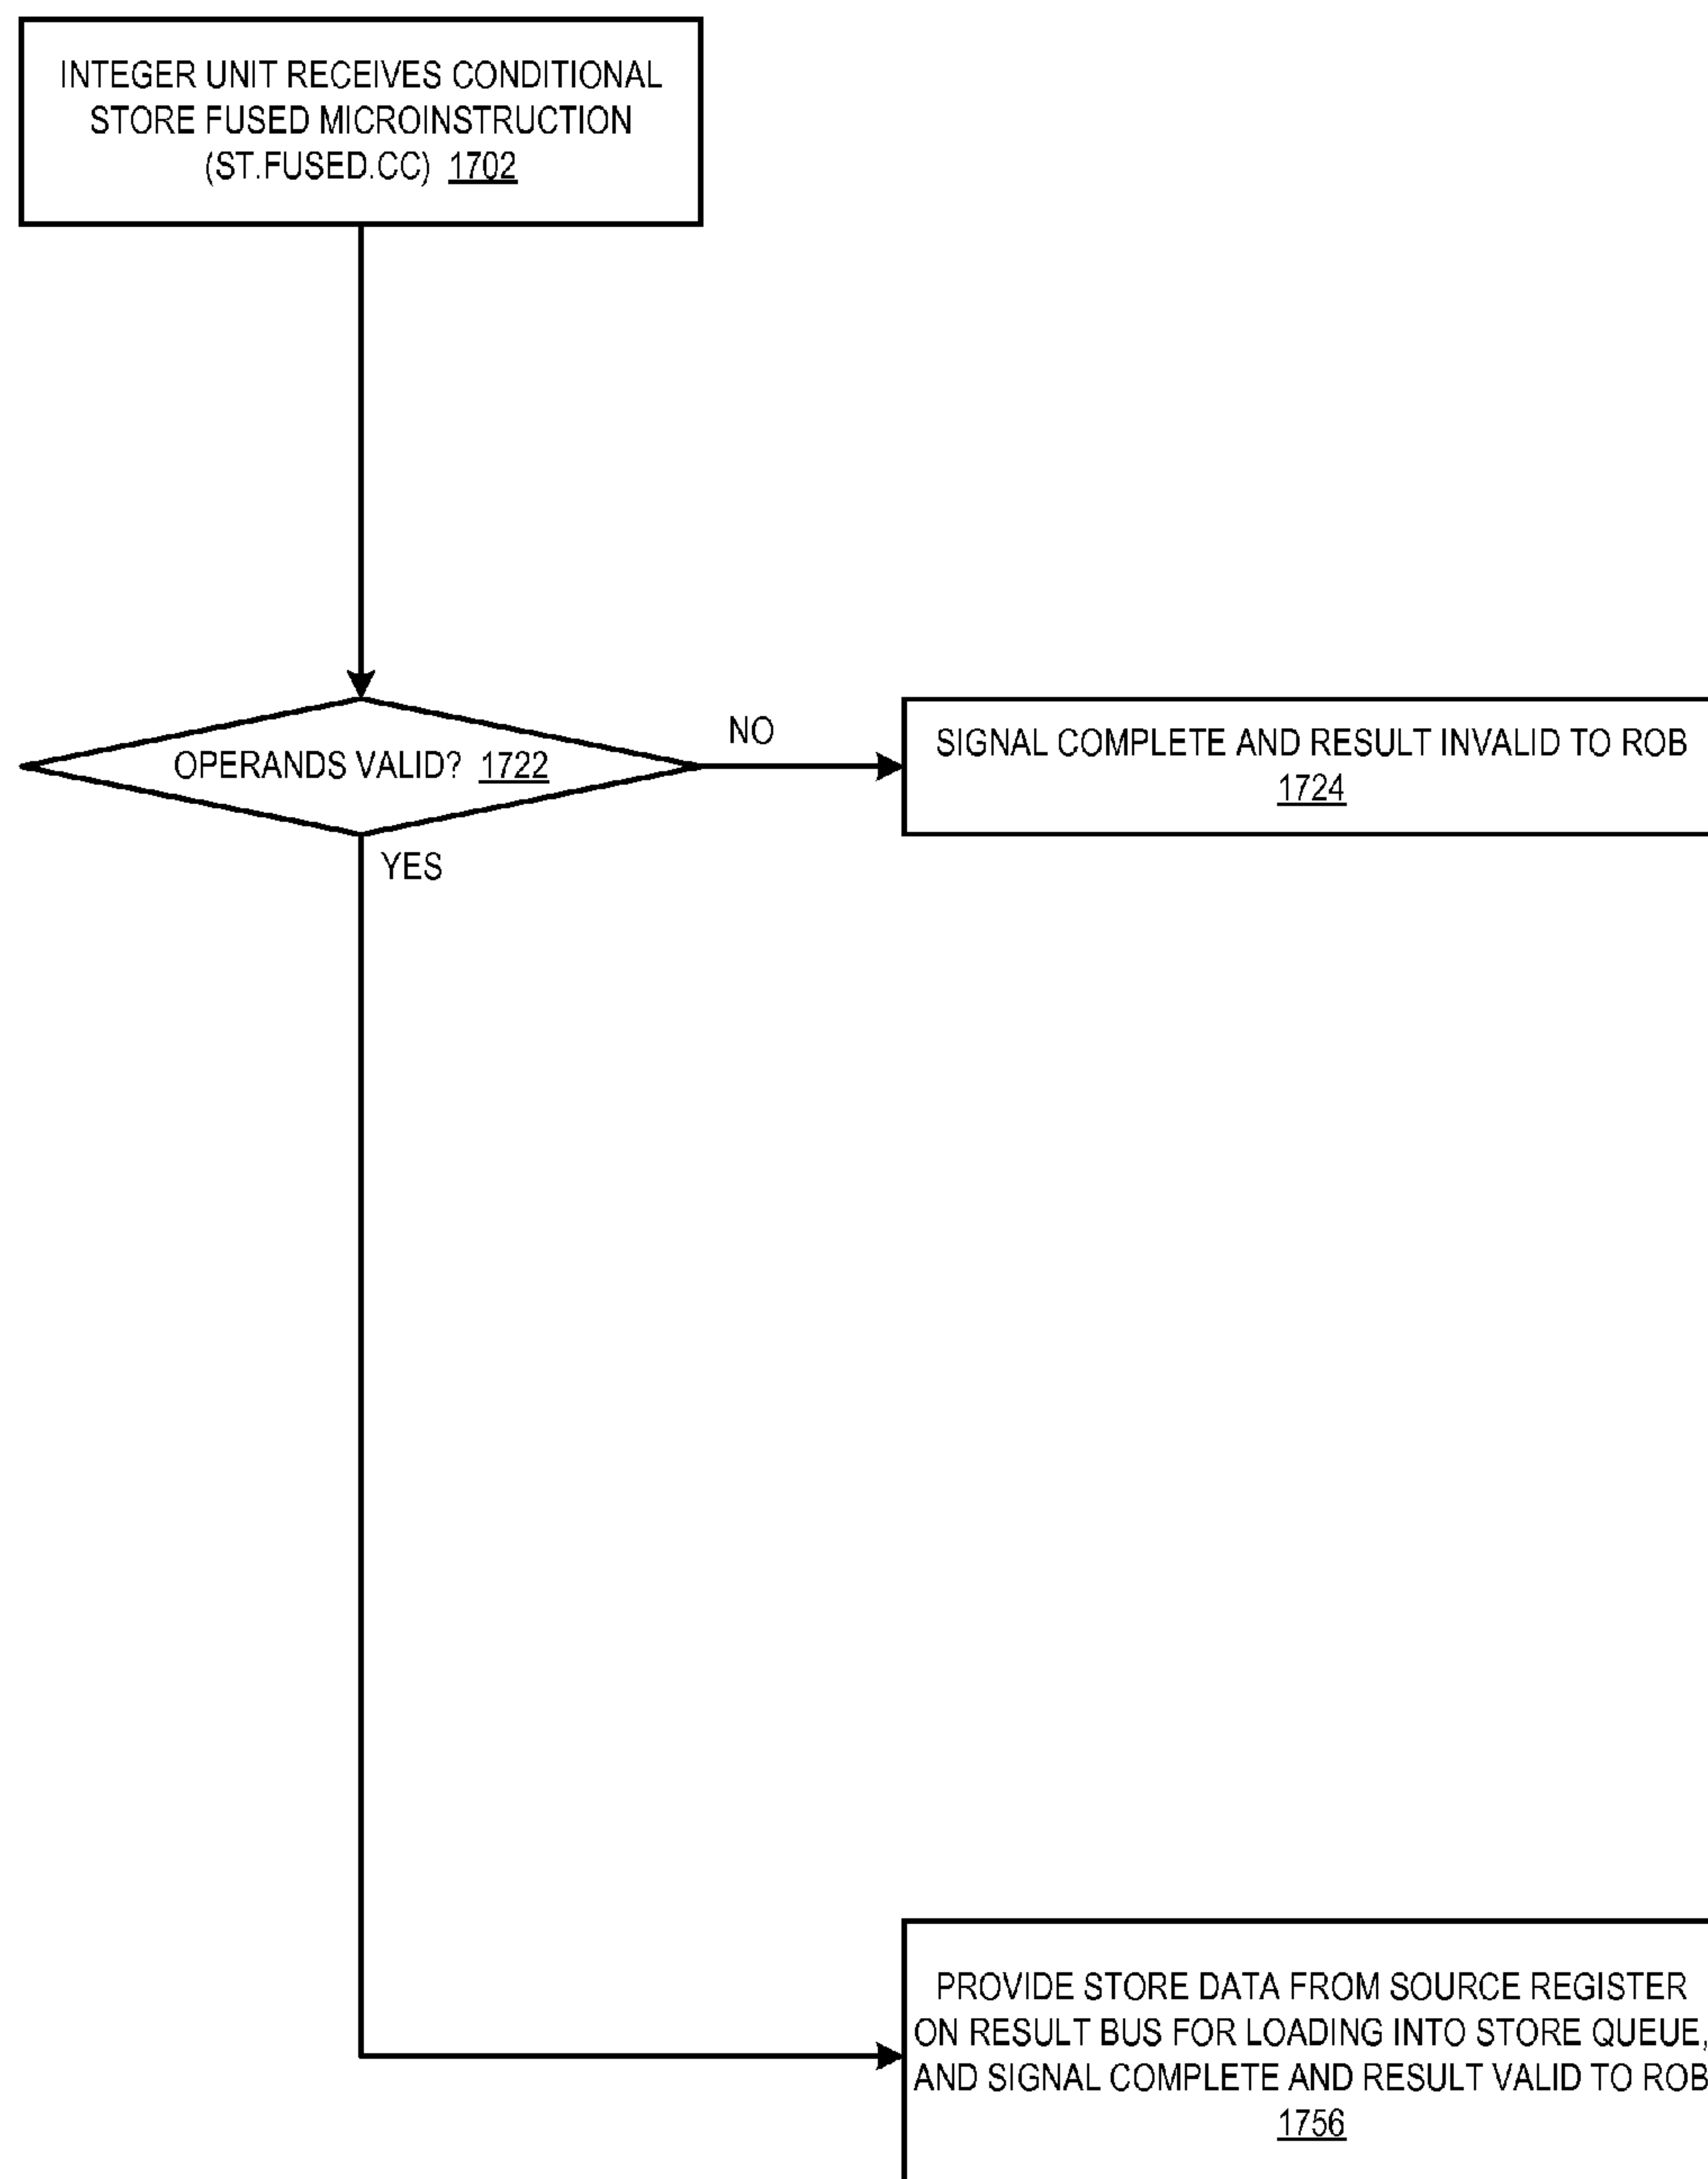 INTEGER UNIT RECEIVES CONDITIONAL
STORE FUSED MICROINSTRUCTION
(ST.FUSED.CC) 1702
OPERANDS VALID? 1722
NO
SIGNAL COMPLETE AND RESULT INVALID TO ROB
1724
YES
PROVIDE STORE DATA FROM SOURCE REGISTER
ON RESULT BUS FOR LOADING INTO STORE QUEUE,
AND SIGNAL COMPLETE AND RESULT VALID TO ROB
1756